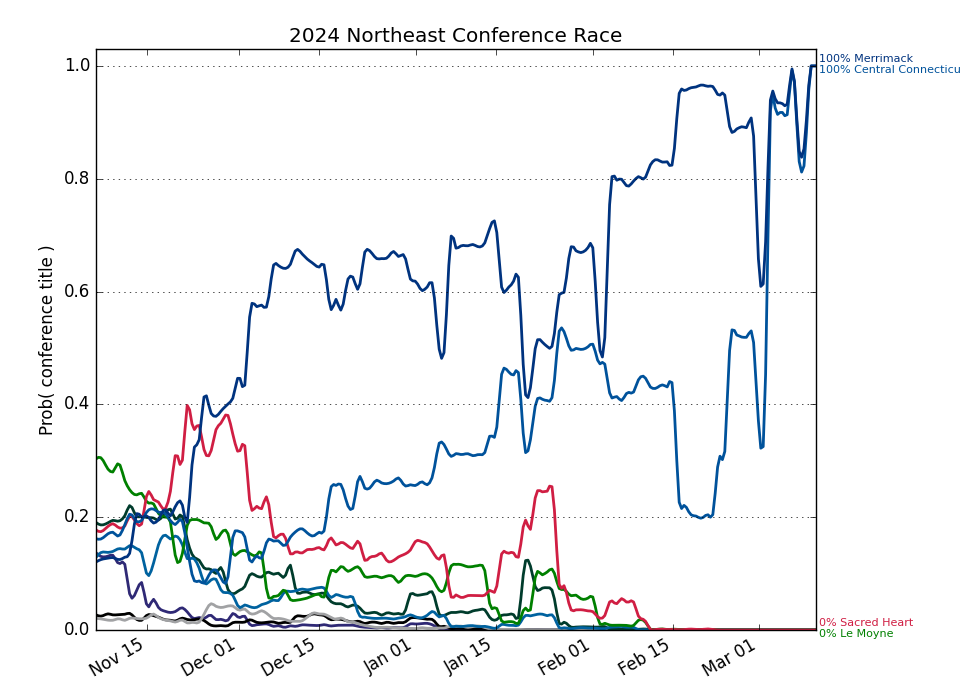 2024 Northeast Conference Race
Prob( conference title )
1.0
0.8
0.6
0.4
0.2
0.0
100% Merrimack
100% Central Connecticu
0% Sacred Heart
0% Le Moyne
Nov 15
Dec 01
Dec 15
Jan 01
Jan 15
Feb 01
Feb 15
Mar 01